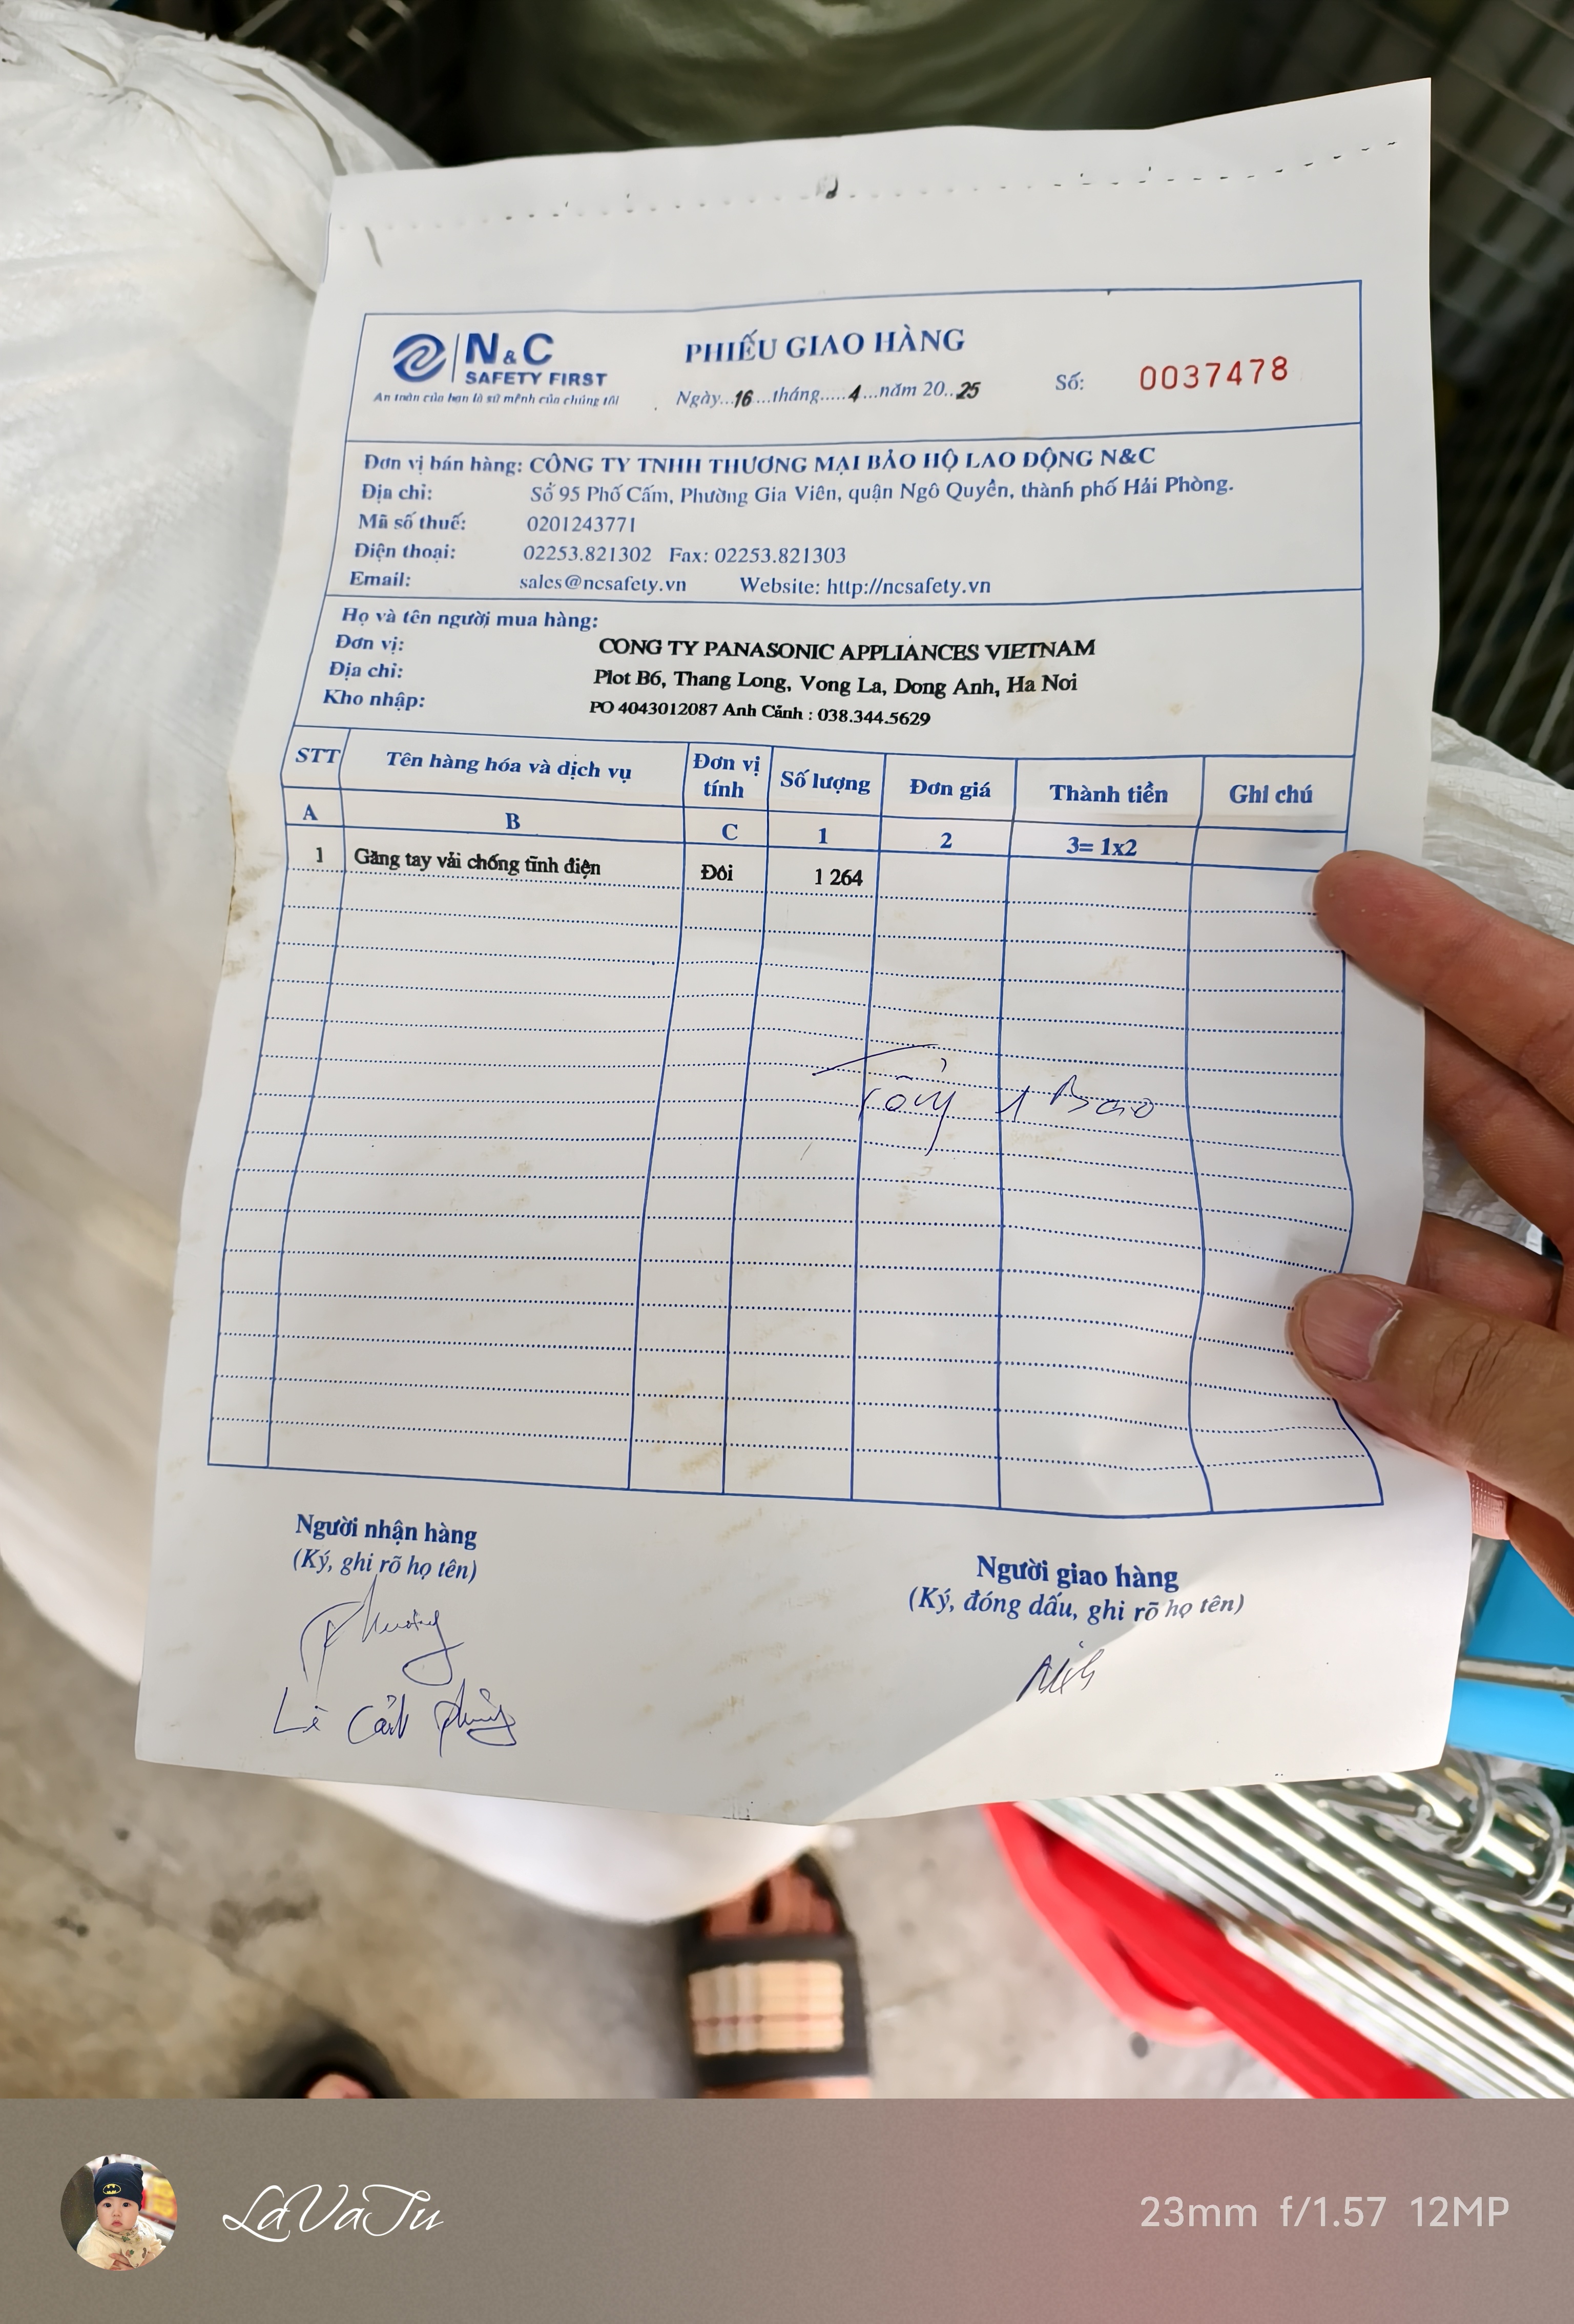 N&C
SAFETY FIRST
An toàn của bạn là sứ mệnh của chúng tôi
PHIẾU GIAO HÀNG
Ngày...16...tháng.....4...năm 20..25
Số: 0037478
Đơn vị bán hàng: CÔNG TY TNHH THƯƠNG MẠI BẢO HỘ LAO ĐỘNG N&C
Địa chỉ: Số 95 Phố Cấm, Phường Gia Viên, quận Ngô Quyền, thành phố Hải Phòng.
Mã số thuế: 0201243771
Điện thoại: 02253.821302 Fax: 02253.821303
Email: sales@ncsafety.vn Website: http://ncsafety.vn
Họ và tên người mua hàng:
Đơn vị: CONG TY PANASONIC APPLIANCES VIETNAM
Địa chỉ: Plot B6, Thang Long, Vong La, Dong Anh, Ha Noi
Kho nhập: PO 4043012087 Anh Cảnh : 038.344.5629
STT Tên hàng hóa và dịch vụ Đơn vị tính Số lượng Đơn giá Thành tiền Ghi chú
A B C 1 2 3= 1x2
1 Găng tay vải chống tĩnh điện Đôi 1 264
Tổng 1 Bao
Người nhận hàng
(Ký, ghi rõ họ tên)
Người giao hàng
(Ký, đóng dấu, ghi rõ họ tên)
Lê Cảnh
LaVaTu
23mm f/1.57 12MP